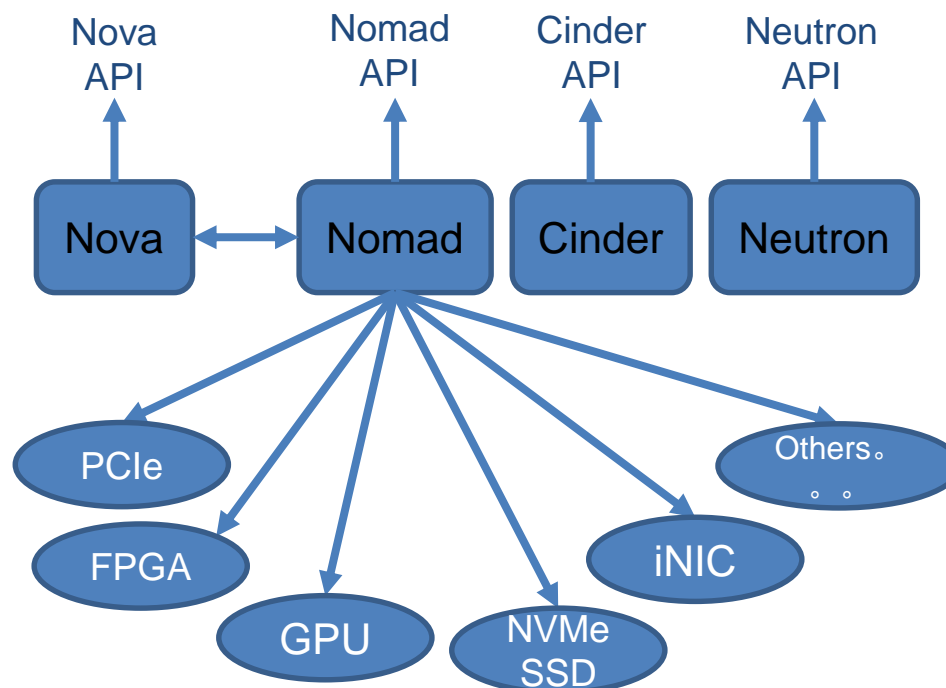 Nova
API
Nomad
API
Cinder
API
Neutron
API
Nova
Nomad
Cinder
Neutron
PCIe
Others。
。。
FPGA
iNIC
GPU
NVMe
SSD